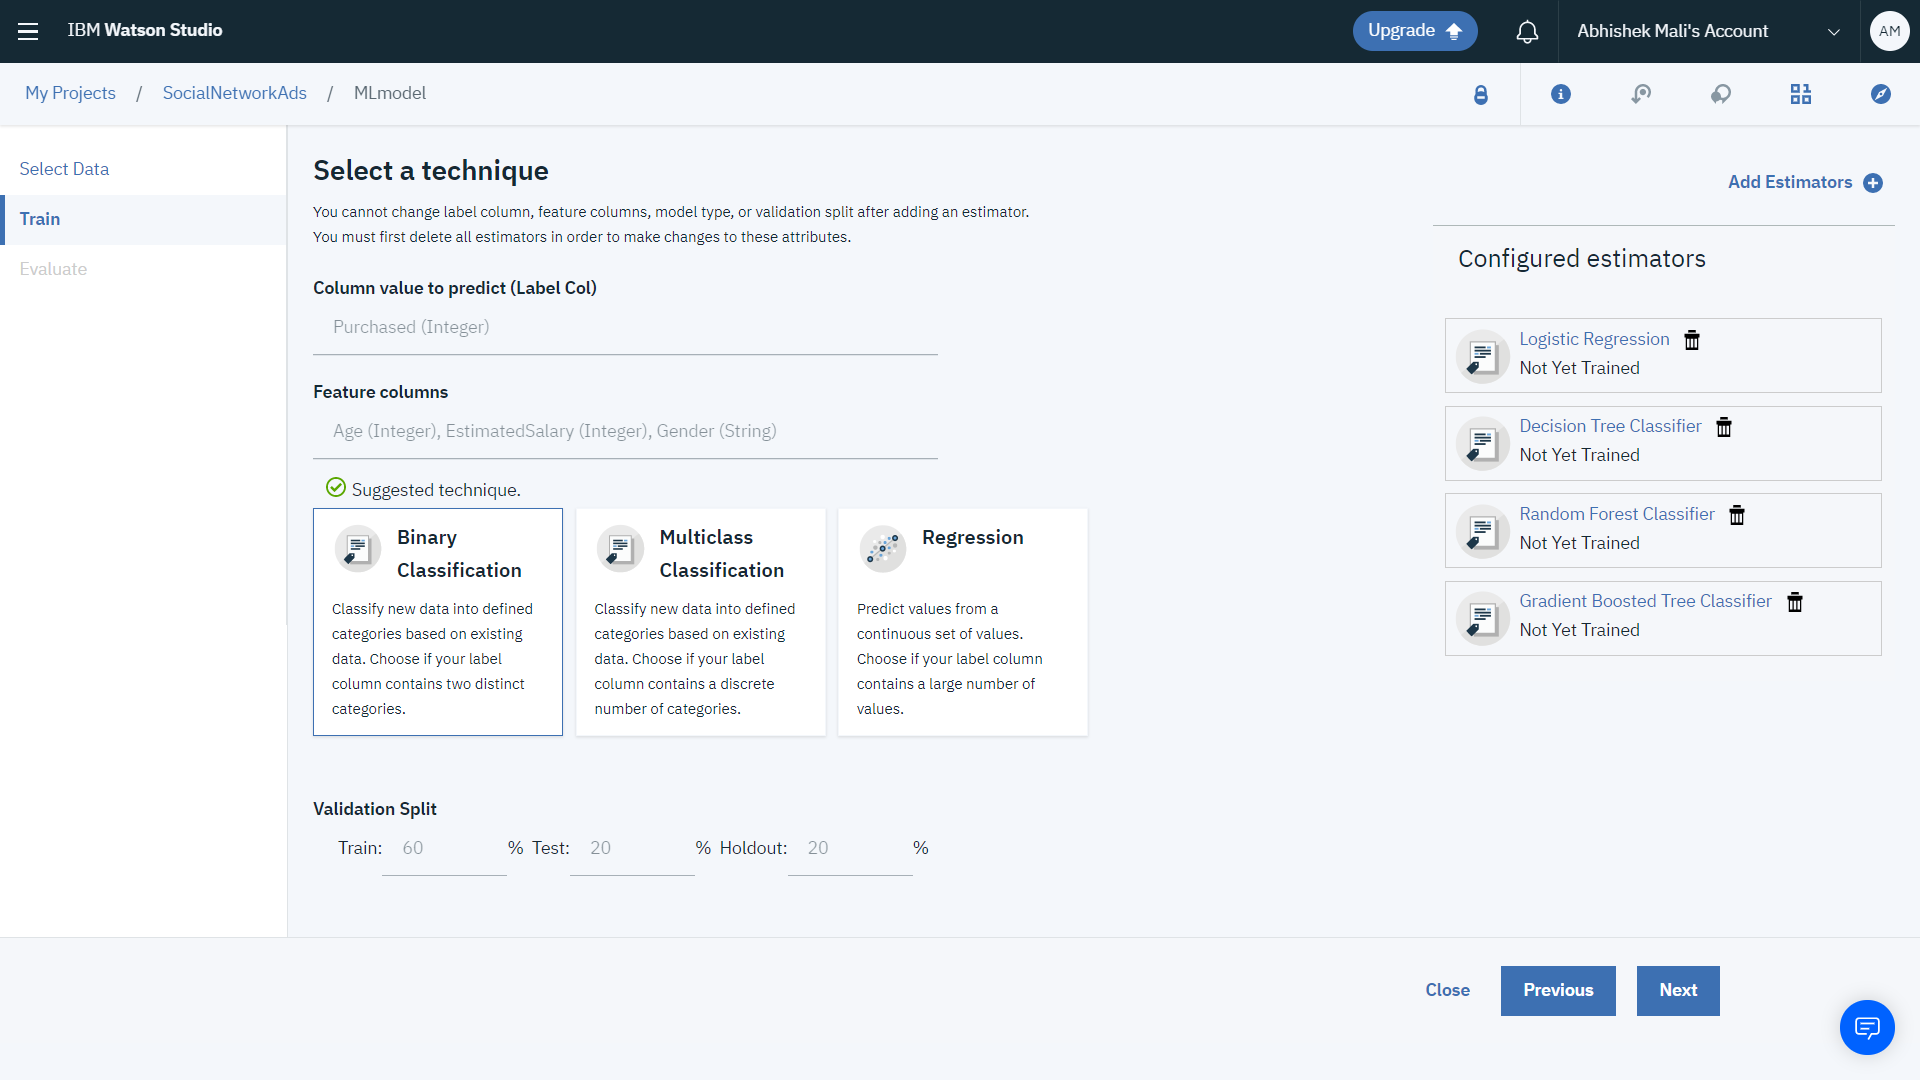 IBM Watson Studio
Upgrade
Abhishek Mali's Account
AM
My Projects / SocialNetworkAds / MLmodel
Select Data
Train
Evaluate
Select a technique
You cannot change label column, feature columns, model type, or validation split after adding an estimator.
You must first delete all estimators in order to make changes to these attributes.
Column value to predict (Label Col)
Purchased (Integer)
Feature columns
Age (Integer), EstimatedSalary (Integer), Gender (String)
Suggested technique.
Binary
Classification
Classify new data into defined
categories based on existing
data. Choose if your label
column contains two distinct
categories.
Multiclass
Classification
Classify new data into defined
categories based on existing
data. Choose if your label
column contains a discrete
number of categories.
Regression
Predict values from a
continuous set of values.
Choose if your label column
contains a large number of
values.
Validation Split
Train: 60 % Test: 20 % Holdout: 20 %
Add Estimators
Configured estimators
Logistic Regression
Not Yet Trained
Decision Tree Classifier
Not Yet Trained
Random Forest Classifier
Not Yet Trained
Gradient Boosted Tree Classifier
Not Yet Trained
Close
Previous
Next